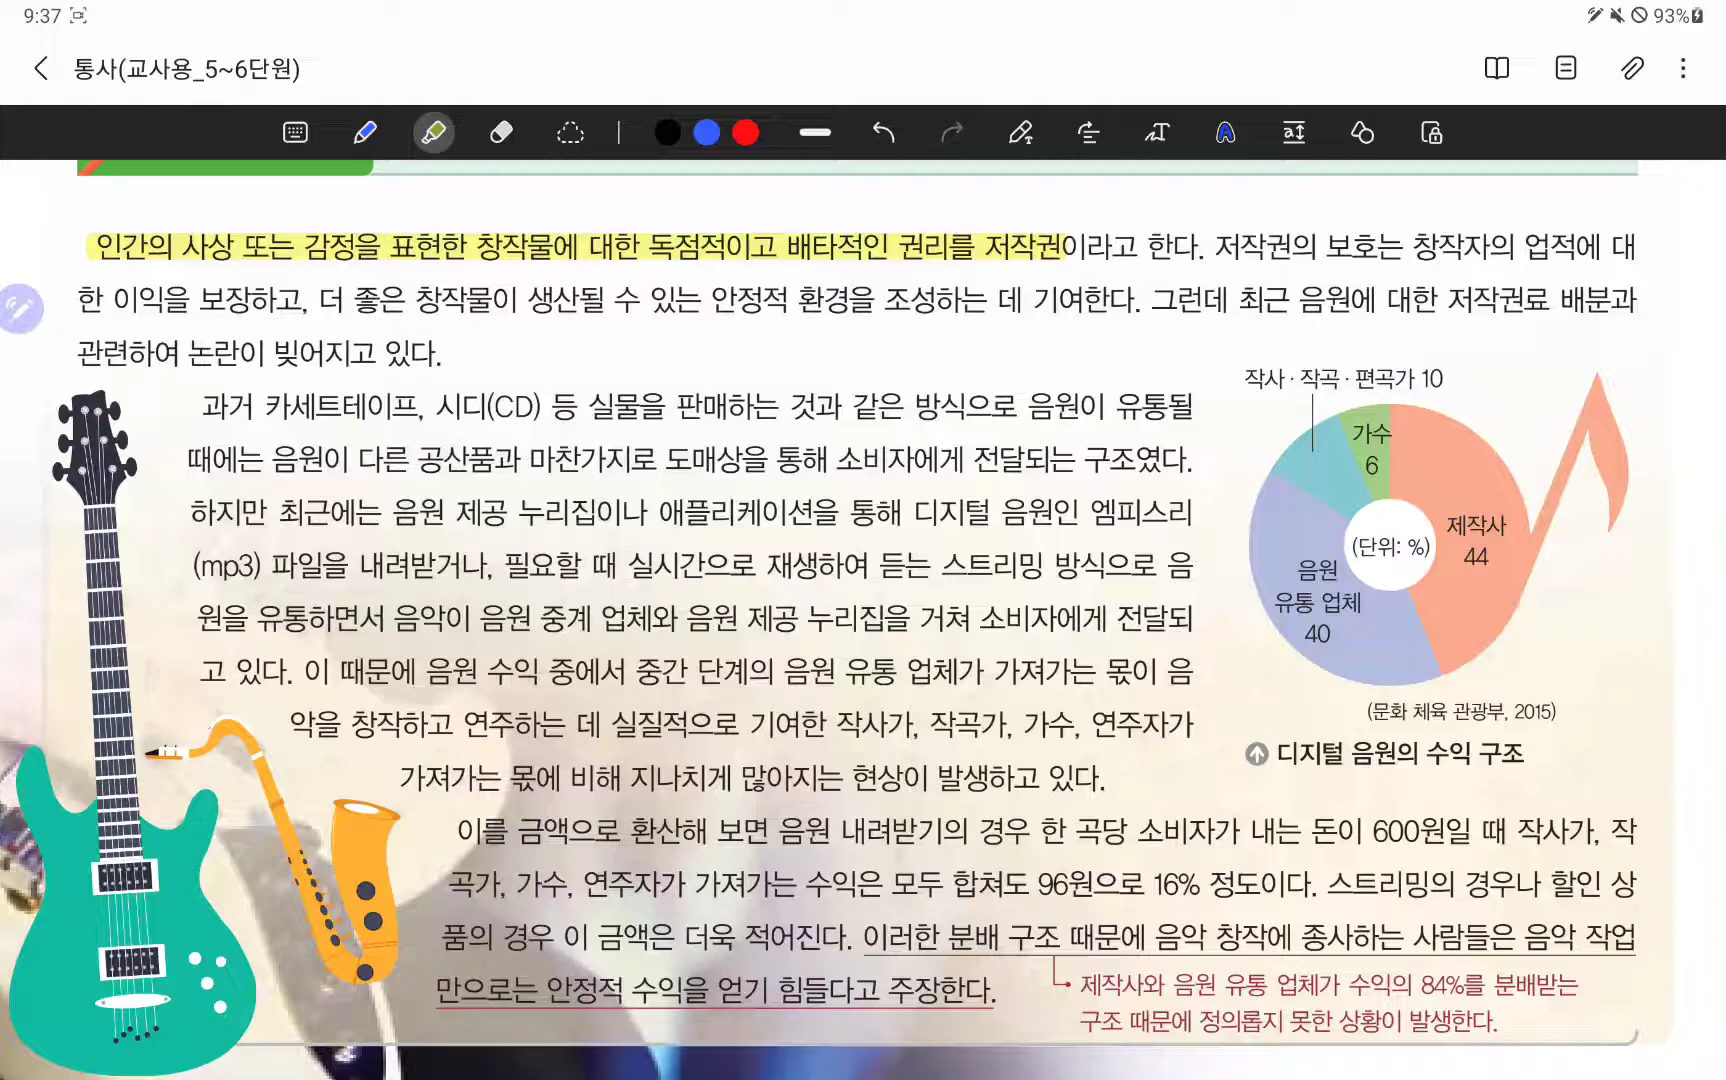 9:37
93%
통사(교사용_5~6단원)
인간의 사상 또는 감정을 표현한 창작물에 대한 독점적이고 배타적인 권리를 저작권이라고 한다. 저작권의 보호는 창작자의 업적에 대
한 이익을 보장하고, 더 좋은 창작물이 생산될 수 있는 안정적 환경을 조성하는 데 기여한다. 그런데 최근 음원에 대한 저작권료 배분과
관련하여 논란이 빚어지고 있다.
과거 카세트테이프, 시디(CD) 등 실물을 판매하는 것과 같은 방식으로 음원이 유통될
때에는 음원이 다른 공산품과 마찬가지로 도매상을 통해 소비자에게 전달되는 구조였다.
하지만 최근에는 음원 제공 누리집이나 애플리케이션을 통해 디지털 음원인 엠피스리
(mp3) 파일을 내려받거나, 필요할 때 실시간으로 재생하여 듣는 스트리밍 방식으로 음
원을 유통하면서 음악이 음원 중계 업체와 음원 제공 누리집을 거쳐 소비자에게 전달되
고 있다. 이 때문에 음원 수익 중에서 중간 단계의 음원 유통 업체가 가져가는 몫이 음
악을 창작하고 연주하는 데 실질적으로 기여한 작사가, 작곡가, 가수, 연주자가
가져가는 몫에 비해 지나치게 많아지는 현상이 발생하고 있다.
작사 · 작곡 · 편곡가 10
가수
6
제작사
44
(단위: %)
음원
유통 업체
40
(문화 체육 관광부, 2015)
디지털 음원의 수익 구조
이를 금액으로 환산해 보면 음원 내려받기의 경우 한 곡당 소비자가 내는 돈이 600원일 때 작사가, 작
곡가, 가수, 연주자가 가져가는 수익은 모두 합쳐도 96원으로 16% 정도이다. 스트리밍의 경우나 할인 상
품의 경우 이 금액은 더욱 적어진다. 이러한 분배 구조 때문에 음악 창작에 종사하는 사람들은 음악 작업
만으로는 안정적 수익을 얻기 힘들다고 주장한다.
제작사와 음원 유통 업체가 수익의 84%를 분배받는
구조 때문에 정의롭지 못한 상황이 발생한다.